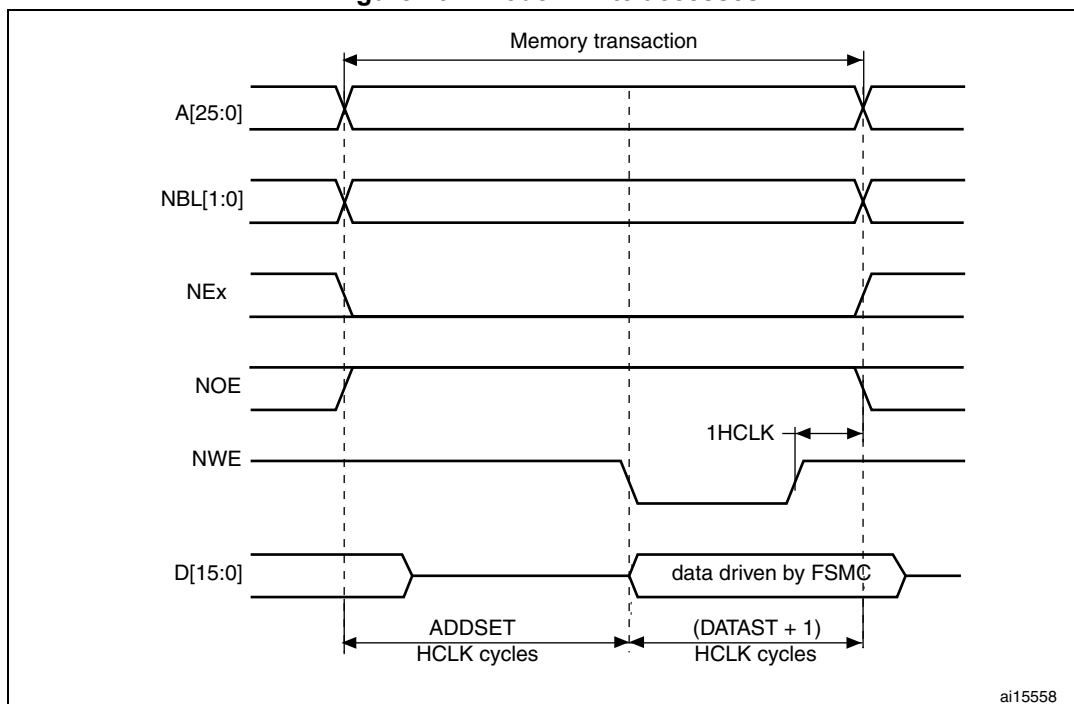 Memory transaction
A[25:0]
NBL[1:0]
NEx
NOE
1HCLK
NWE
D[15:0]
data driven by FSMC
ADDSET
HCLK cycles
(DATAST + 1)
HCLK cycles
ai15558